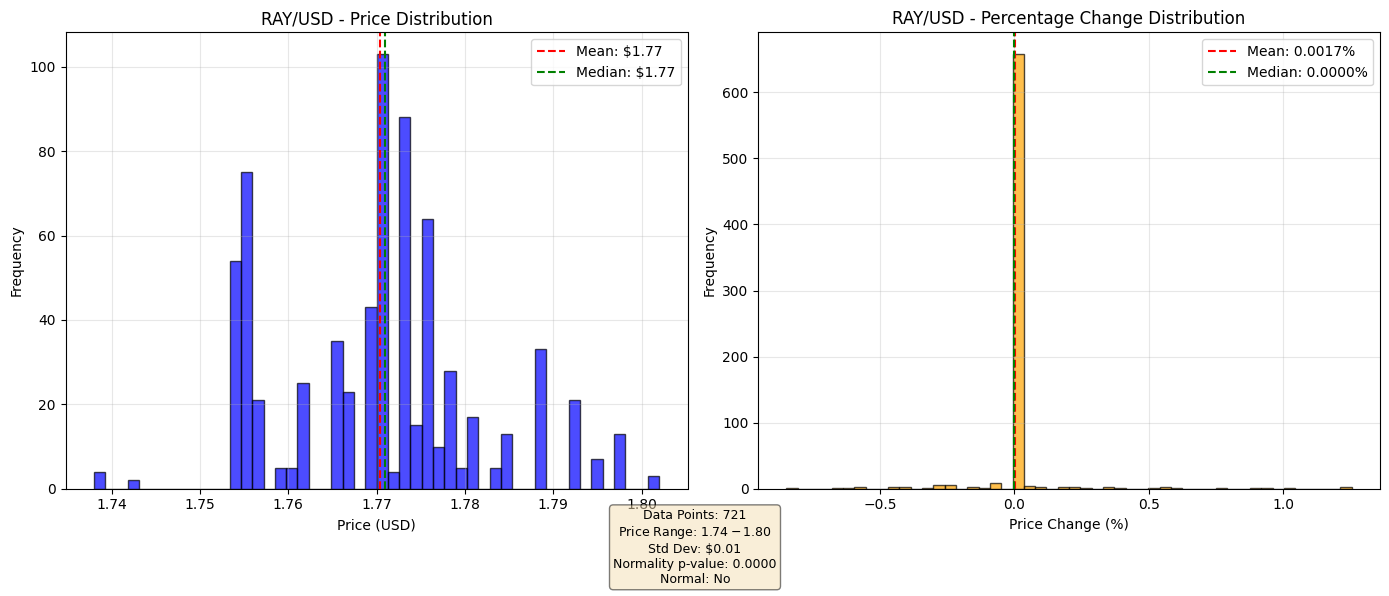 RAY/USD - Price Distribution
Mean: $1.77
Median: $1.77
Frequency
100
80
60
40
20
0
1.74 1.75 1.76 1.77 1.78 1.79 1.80
Price (USD)
RAY/USD - Percentage Change Distribution
Mean: 0.0017%
Median: 0.0000%
Frequency
600
500
400
300
200
100
0
−0.5 0.0 0.5 1.0
Price Change (%)
Data Points: 721
Price Range: 1.74 − 1.80
Std Dev: $0.01
Normality p-value: 0.0000
Normal: No